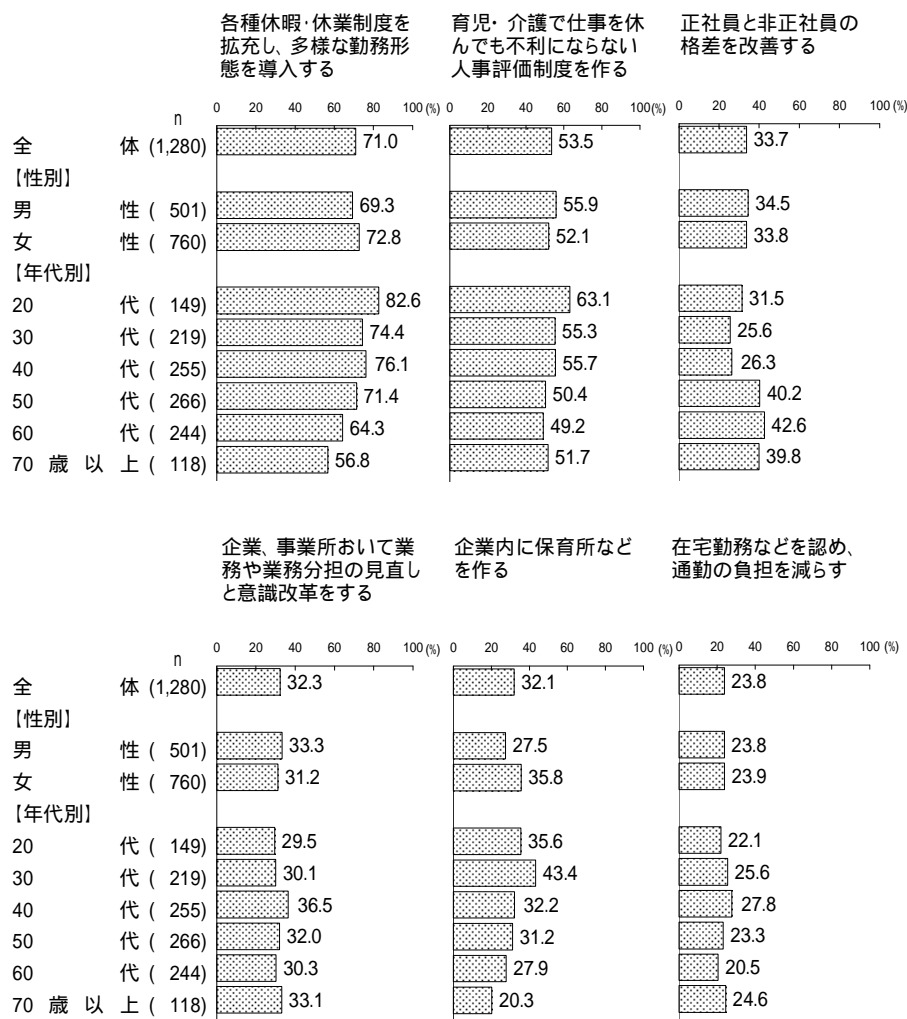 各種休暇・休業制度を 育児・介護で仕事を休 正社員と非正社員の
拡充し、多様な勤務形 んでも不利にならない 格差を改善する
態を導入する 人事評価制度を作る
0 20 40 60 80 100(%) 0 20 40 60 80 100(%) 0 20 40 60 80 100(%)
n
全 体 (1,280) 71.0 53.5 33.7
【性別】
男 性 ( 501) 69.3 55.9 34.5
女 性 ( 760) 72.8 52.1 33.8
【年代別】
20 代 ( 149) 82.6 63.1 31.5
30 代 ( 219) 74.4 55.3 25.6
40 代 ( 255) 76.1 55.7 26.3
50 代 ( 266) 71.4 50.4 40.2
60 代 ( 244) 64.3 49.2 42.6
70 歳 以 上 ( 118) 56.8 51.7 39.8
企業、事業所おいて業 企業内に保育所など 在宅勤務などを認め、
務や業務分担の見直し を作る 通勤の負担を減らす
と意識改革をする
0 20 40 60 80 100(%) 0 20 40 60 80 100(%) 0 20 40 60 80 100(%)
n
全 体 (1,280) 32.3 32.1 23.8
【性別】
男 性 ( 501) 33.3 27.5 23.8
女 性 ( 760) 31.2 35.8 23.9
【年代別】
20 代 ( 149) 29.5 35.6 22.1
30 代 ( 219) 30.1 43.4 25.6
40 代 ( 255) 36.5 32.2 27.8
50 代 ( 266) 32.0 31.2 23.3
60 代 ( 244) 30.3 27.9 20.5
70 歳 以 上 ( 118) 33.1 20.3 24.6